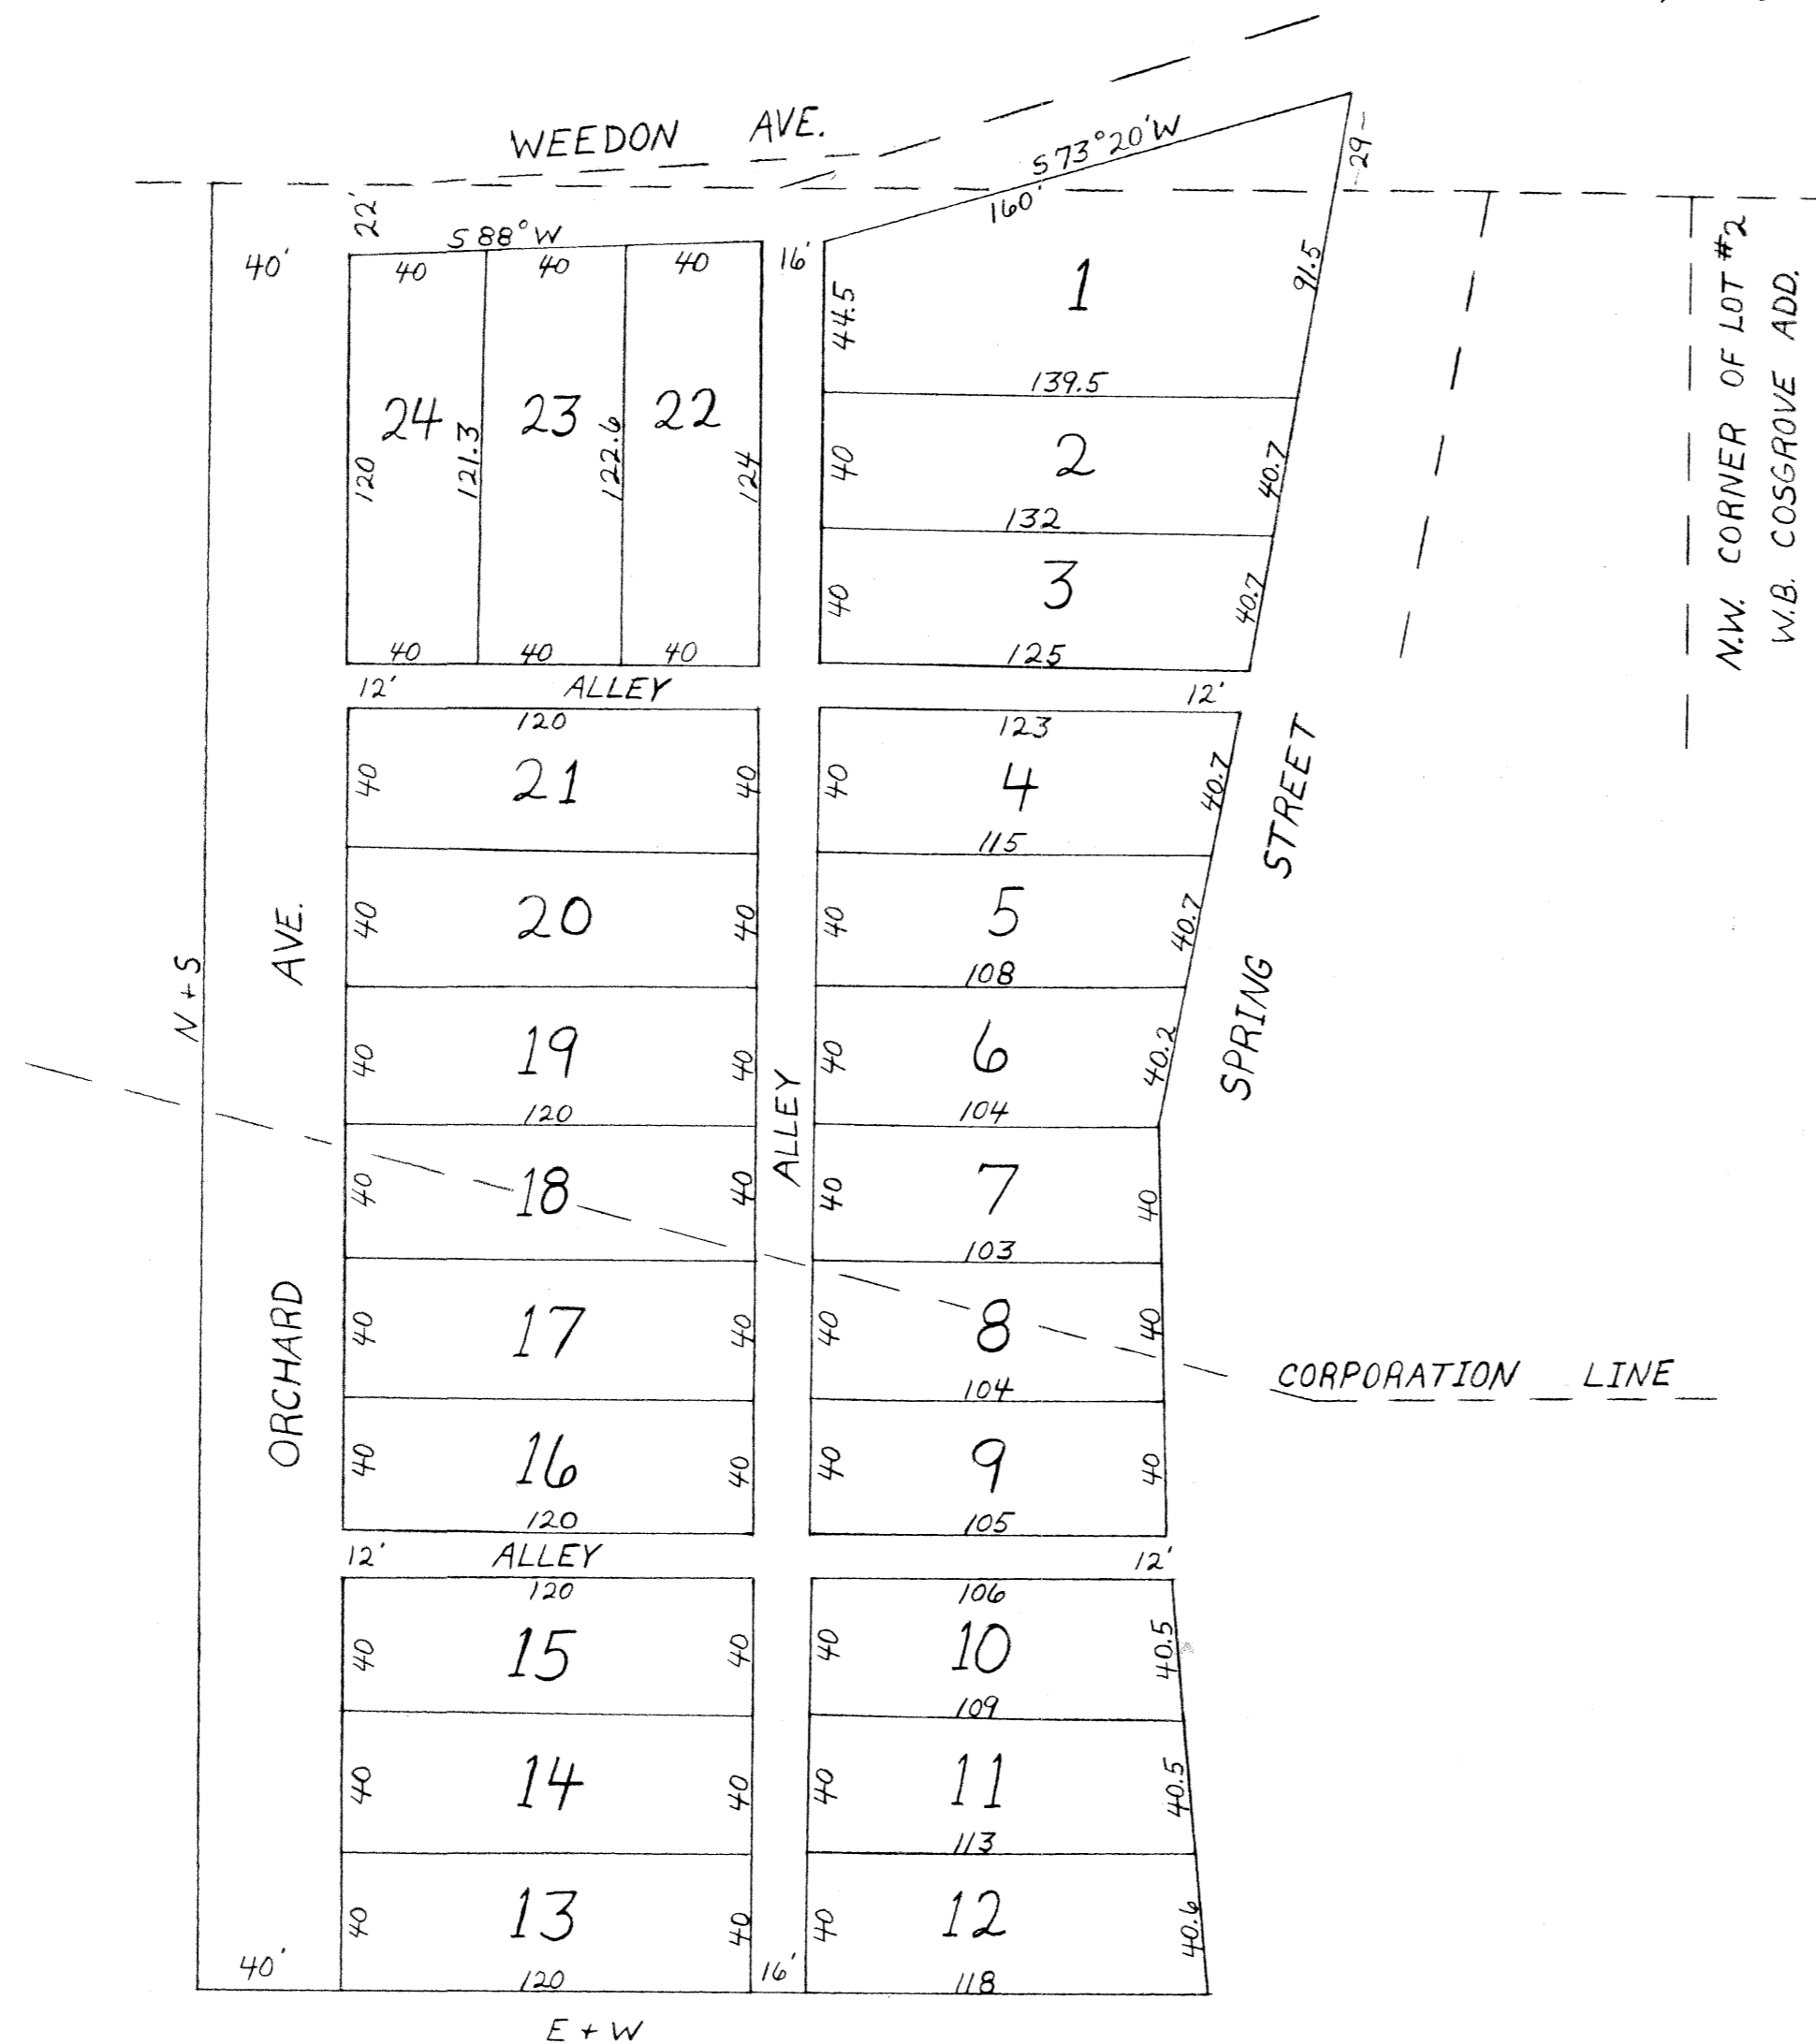 WEEDON AVE.
S 73°20'W
160'
-29-
22'
S 88° W
40'
40 40 40
16'
44.5
1
91.5
139.5
N.W. CORNER OF LOT #2
W.B. COSGROVE ADD.
24 23 22
120 121.3 122.6 124
40
2
40.7
132
40
3
40.7
40 40 40
125
12' ALLEY 12'
120 123
40 21 40
40 4 40.7
115
40 20 40
40 5 40.7
108
40 19 40
40 6 40.2
120 104
40 18 40
40 7 40
103
40 17 40
40 8 40
104
40 16 40
40 9 40
120 105
N + S
ORCHARD AVE.
ALLEY
SPRING STREET
CORPORATION LINE
12' ALLEY 12'
120 106
40 15 40
40 10 40.5
109
40 14 40
40 11 40.5
113
40 13 40
40 12 40.6
40' 120 16' 118
E + W